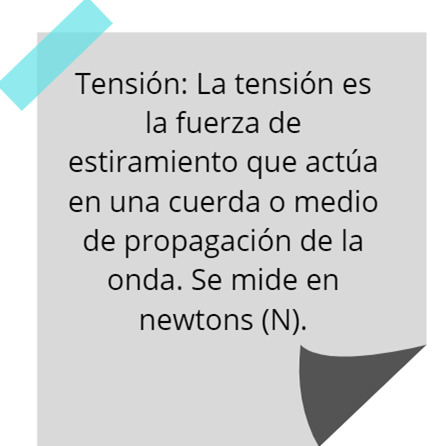 Tensión: La tensión es
la fuerza de
estiramiento que actúa
en una cuerda o medio
de propagación de la
onda. Se mide en
newtons (N).